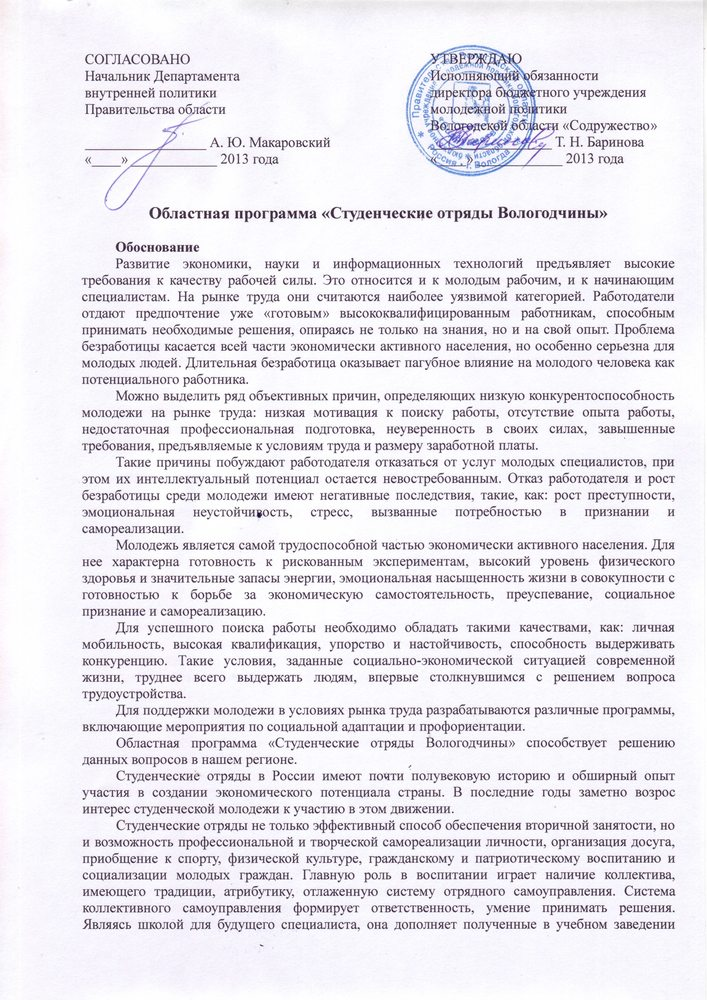 СОГЛАСОВАНО
Начальник Департамента
внутренней политики
Правительства области
_________________ А. Ю. Макаровский
«____» ____________ 2013 года
УТВЕРЖДАЮ
Исполняющий обязанности
директора бюджетного учреждения
молодежной политики
Вологодской области «Содружество»
_________________ Т. Н. Баринова
«____» ____________ 2013 года
Областная программа «Студенческие отряды Вологодчины»
Обоснование
Развитие экономики, науки и информационных технологий предъявляет высокие
требования к качеству рабочей силы. Это относится и к молодым рабочим, и к начинающим
специалистам. На рынке труда они считаются наиболее уязвимой категорией. Работодатели
отдают предпочтение уже «готовым» высококвалифицированным работникам, способным
принимать необходимые решения, опираясь не только на знания, но и на свой опыт. Проблема
безработицы касается всей части экономически активного населения, но особенно серьезна для
молодых людей. Длительная безработица оказывает пагубное влияние на молодого человека как
потенциального работника.
Можно выделить ряд объективных причин, определяющих низкую конкурентоспособность
молодежи на рынке труда: низкая мотивация к поиску работы, отсутствие опыта работы,
недостаточная профессиональная подготовка, неуверенность в своих силах, завышенные
требования, предъявляемые к условиям труда и размеру заработной платы.
Такие причины побуждают работодателя отказаться от услуг молодых специалистов, при
этом их интеллектуальный потенциал остается невостребованным. Отказ работодателя и рост
безработицы среди молодежи имеют негативные последствия, такие, как: рост преступности,
эмоциональная неустойчивость, стресс, вызванные потребностью в признании и
самореализации.
Молодежь является самой трудоспособной частью экономически активного населения. Для
нее характерна готовность к рискованным экспериментам, высокий уровень физического
здоровья и значительные запасы энергии, эмоциональная насыщенность жизни в совокупности с
готовностью к борьбе за экономическую самостоятельность, преуспевание, социальное
признание и самореализацию.
Для успешного поиска работы необходимо обладать такими качествами, как: личная
мобильность, высокая квалификация, упорство и настойчивость, способность выдерживать
конкуренцию. Такие условия, заданные социально-экономической ситуацией современной
жизни, труднее всего выдержать людям, впервые столкнувшимся с решением вопроса
трудоустройства.
Для поддержки молодежи в условиях рынка труда разрабатываются различные программы,
включающие мероприятия по социальной адаптации и профориентации.
Областная программа «Студенческие отряды Вологодчины» способствует решению
данных вопросов в нашем регионе.
Студенческие отряды в России имеют почти полувековую историю и обширный опыт
участия в создании экономического потенциала страны. В последние годы заметно возрос
интерес студенческой молодежи к участию в этом движении.
Студенческие отряды не только эффективный способ обеспечения вторичной занятости, но
и возможность профессиональной и творческой самореализации личности, организация досуга,
приобщение к спорту, физической культуре, гражданскому и патриотическому воспитанию и
социализации молодых граждан. Главную роль в воспитании играет наличие коллектива,
имеющего традиции, атрибутику, отлаженную систему отрядного самоуправления. Система
коллективного самоуправления формирует ответственность, умение принимать решения.
Являясь школой для будущего специалиста, она дополняет полученные в учебном заведении